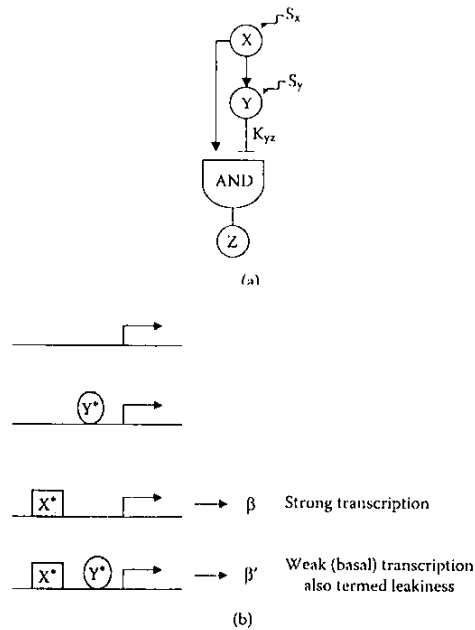 Sx
X
Sy
Y
Kyz
AND
Z
(a)
Y*
X* β Strong transcription
X* Y* β' Weak (basal) transcription
also termed leakiness
(b)